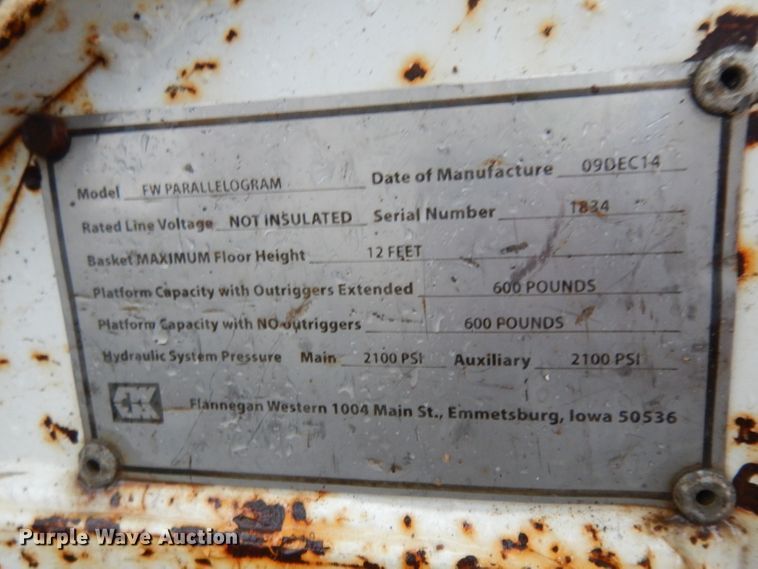 Model FW PARALLELOGRAM Date of Manufacture 09DEC14
Rated Line Voltage NOT INSULATED Serial Number 1834
Basket MAXIMUM Floor Height 12 FEET
Platform Capacity with Outriggers Extended 600 POUNDS
Platform Capacity with NO outriggers 600 POUNDS
Hydraulic System Pressure Main 2100 PSI Auxiliary 2100 PSI
Flannegan Western 1004 Main St., Emmetsburg, Iowa 50536
Purple Wave Auction.